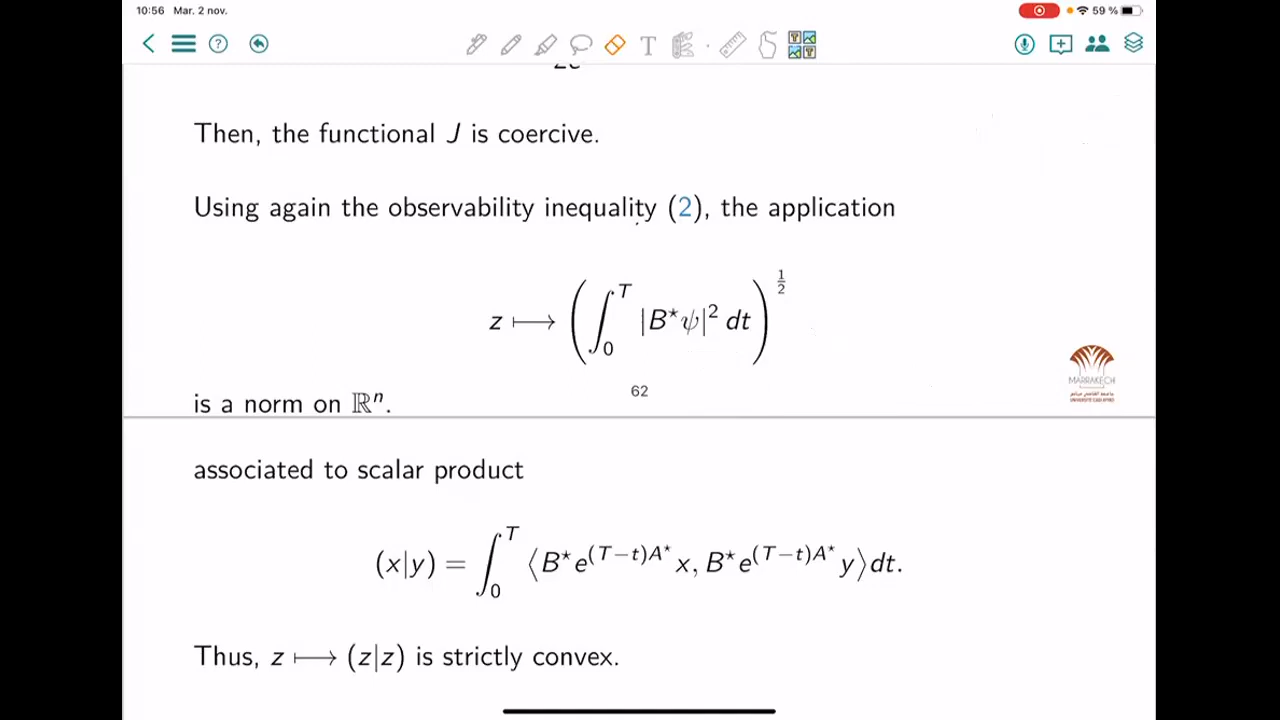 10:56 Mar. 2 nov. 59 %
Then, the functional J is coercive.
Using again the observability inequality (2), the application
z ⟼ (∫₀ᵀ |B*ψ|² dt)^{1/2}
is a norm on ℝⁿ.
62
MARRAKECH
associated to scalar product
(x|y) = ∫₀ᵀ ⟨B⋆e^{(T−t)A⋆}x, B⋆e^{(T−t)A⋆}y⟩dt.
Thus, z ⟼ (z|z) is strictly convex.